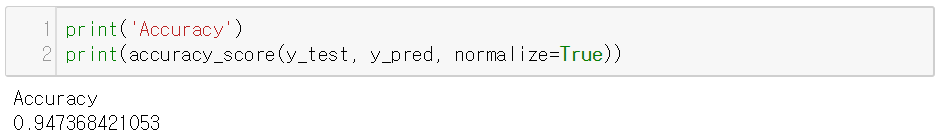 1 print('Accuracy')
2 print(accuracy_score(y_test, y_pred, normalize=True))
Accuracy
0.947368421053